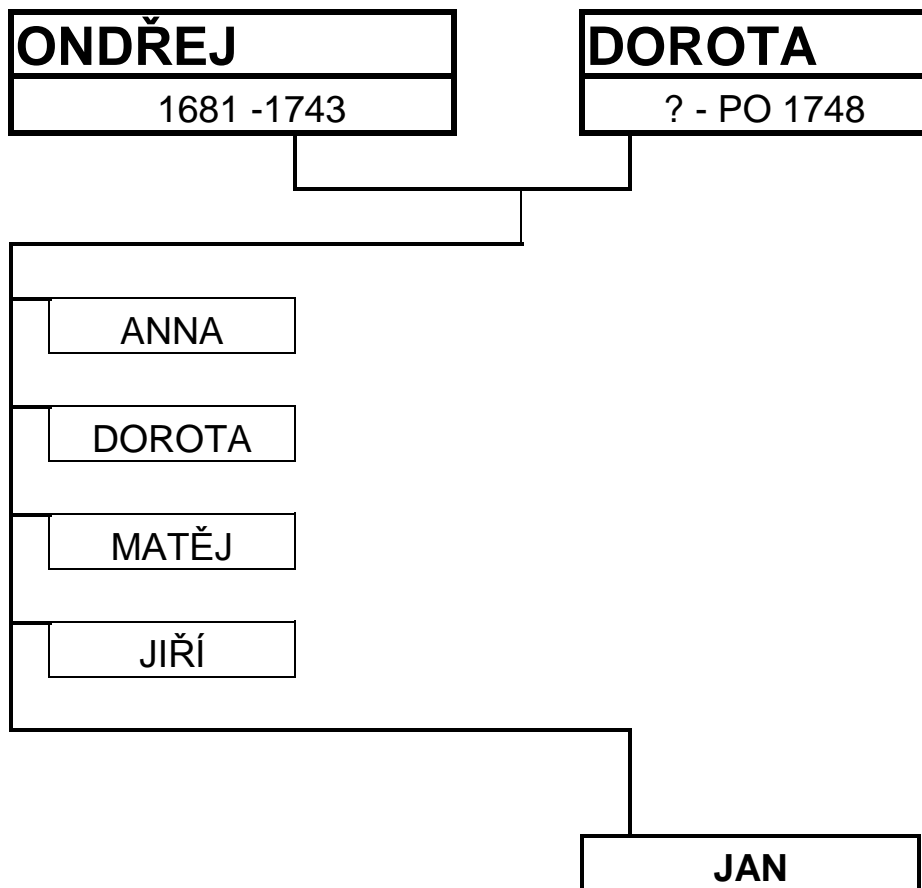 ONDŘEJ
DOROTA
1681 -1743
? - PO 1748
ANNA
DOROTA
MATĚJ
JIŘÍ
JAN